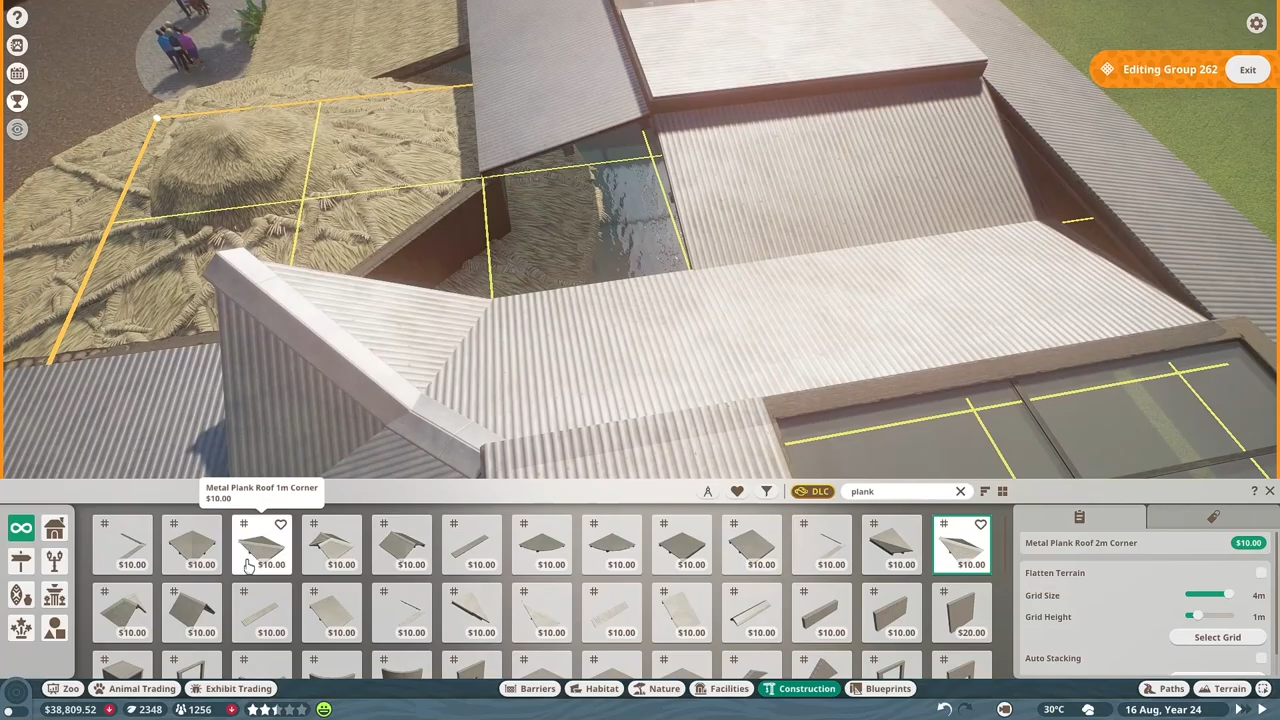 Editing Group 262
Exit
Metal Plank Roof 1m Corner
$10.00
DLC
plank
?
$10.00 $10.00 $10.00 $10.00 $10.00 $10.00 $10.00 $10.00 $10.00 $10.00 $10.00 $10.00 $10.00
$10.00 $10.00 $10.00 $10.00 $10.00 $10.00 $10.00 $10.00 $10.00 $10.00 $10.00 $10.00 $20.00
Metal Plank Roof 2m Corner
$10.00
Flatten Terrain
Grid Size 4m
Grid Height 1m
Select Grid
Auto Stacking
Zoo
Animal Trading
Exhibit Trading
Barriers
Habitat
Nature
Facilities
Construction
Blueprints
Paths
Terrain
$38,809.52
2348
1256
30°C
16 Aug, Year 24